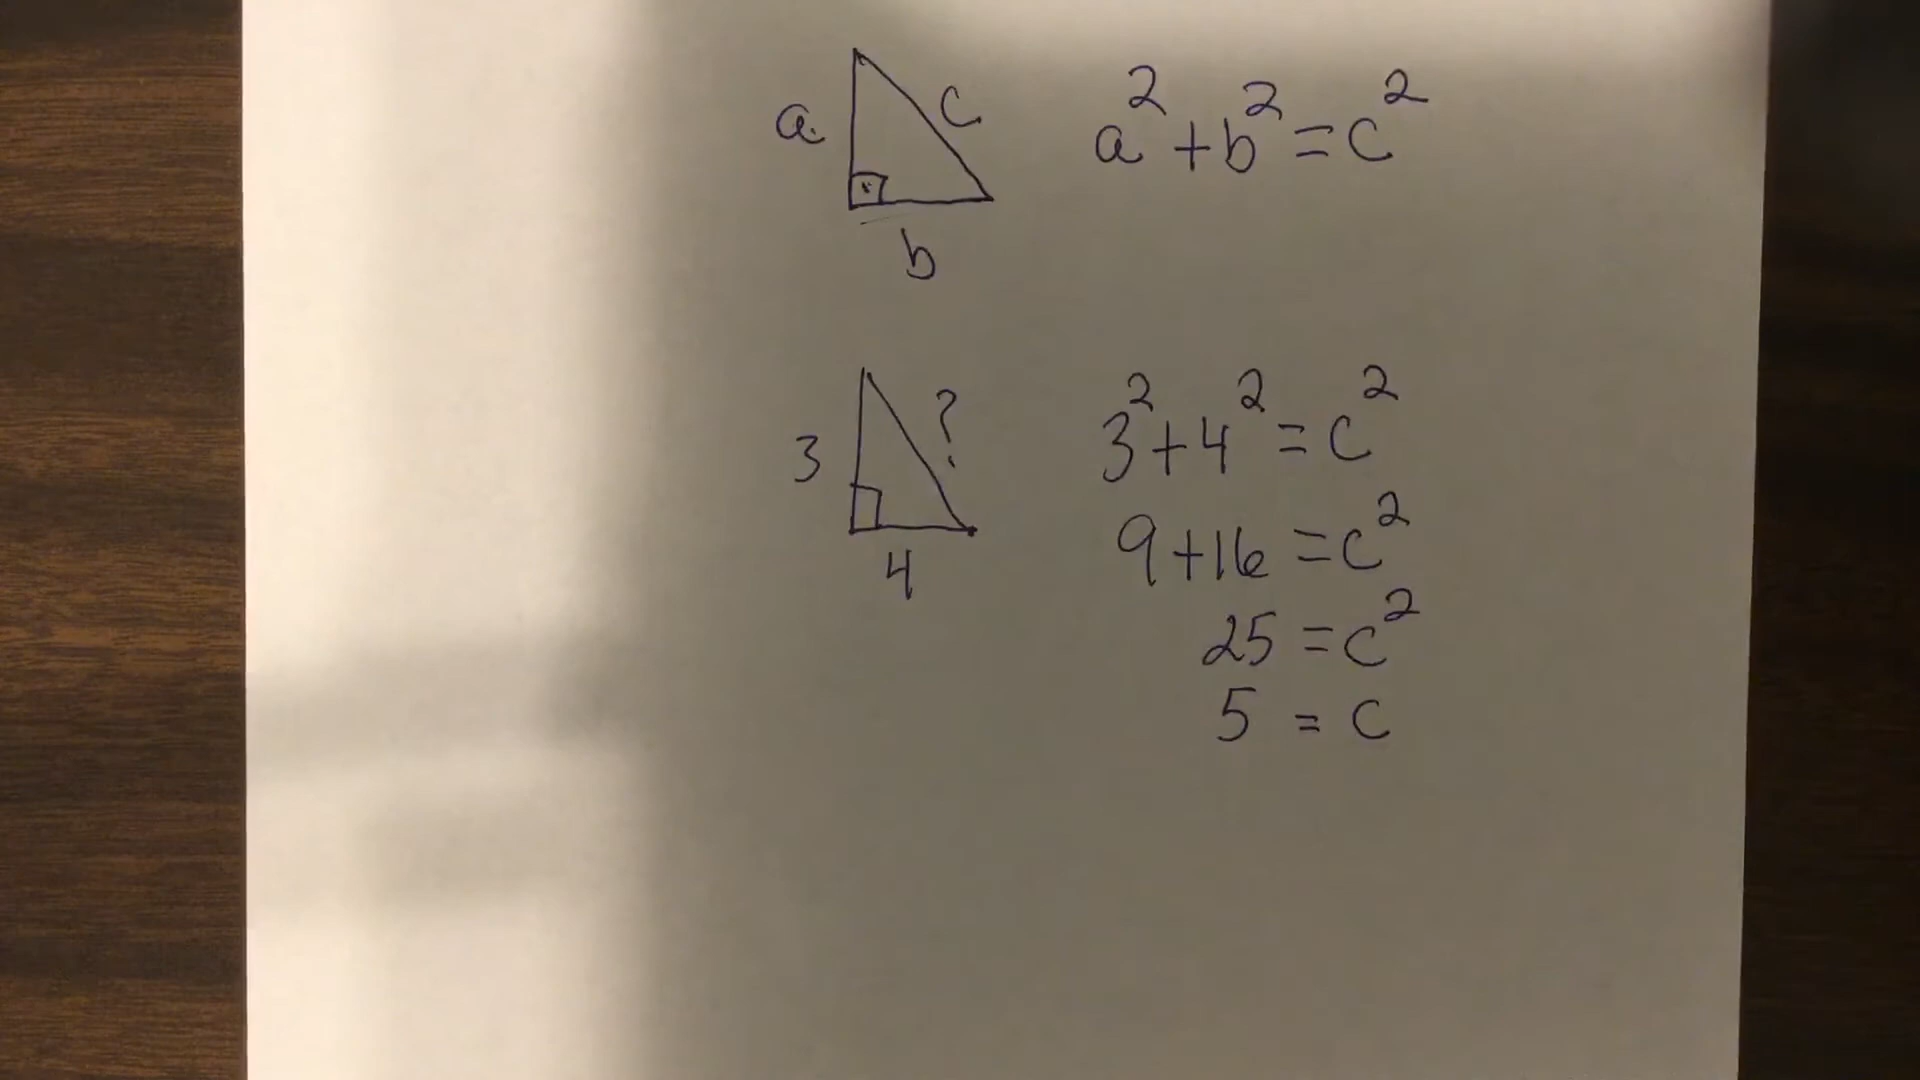 a c a² + b² = c²
b
3 ? 3² + 4² = c²
4 9 + 16 = c²
25 = c²
5 = c